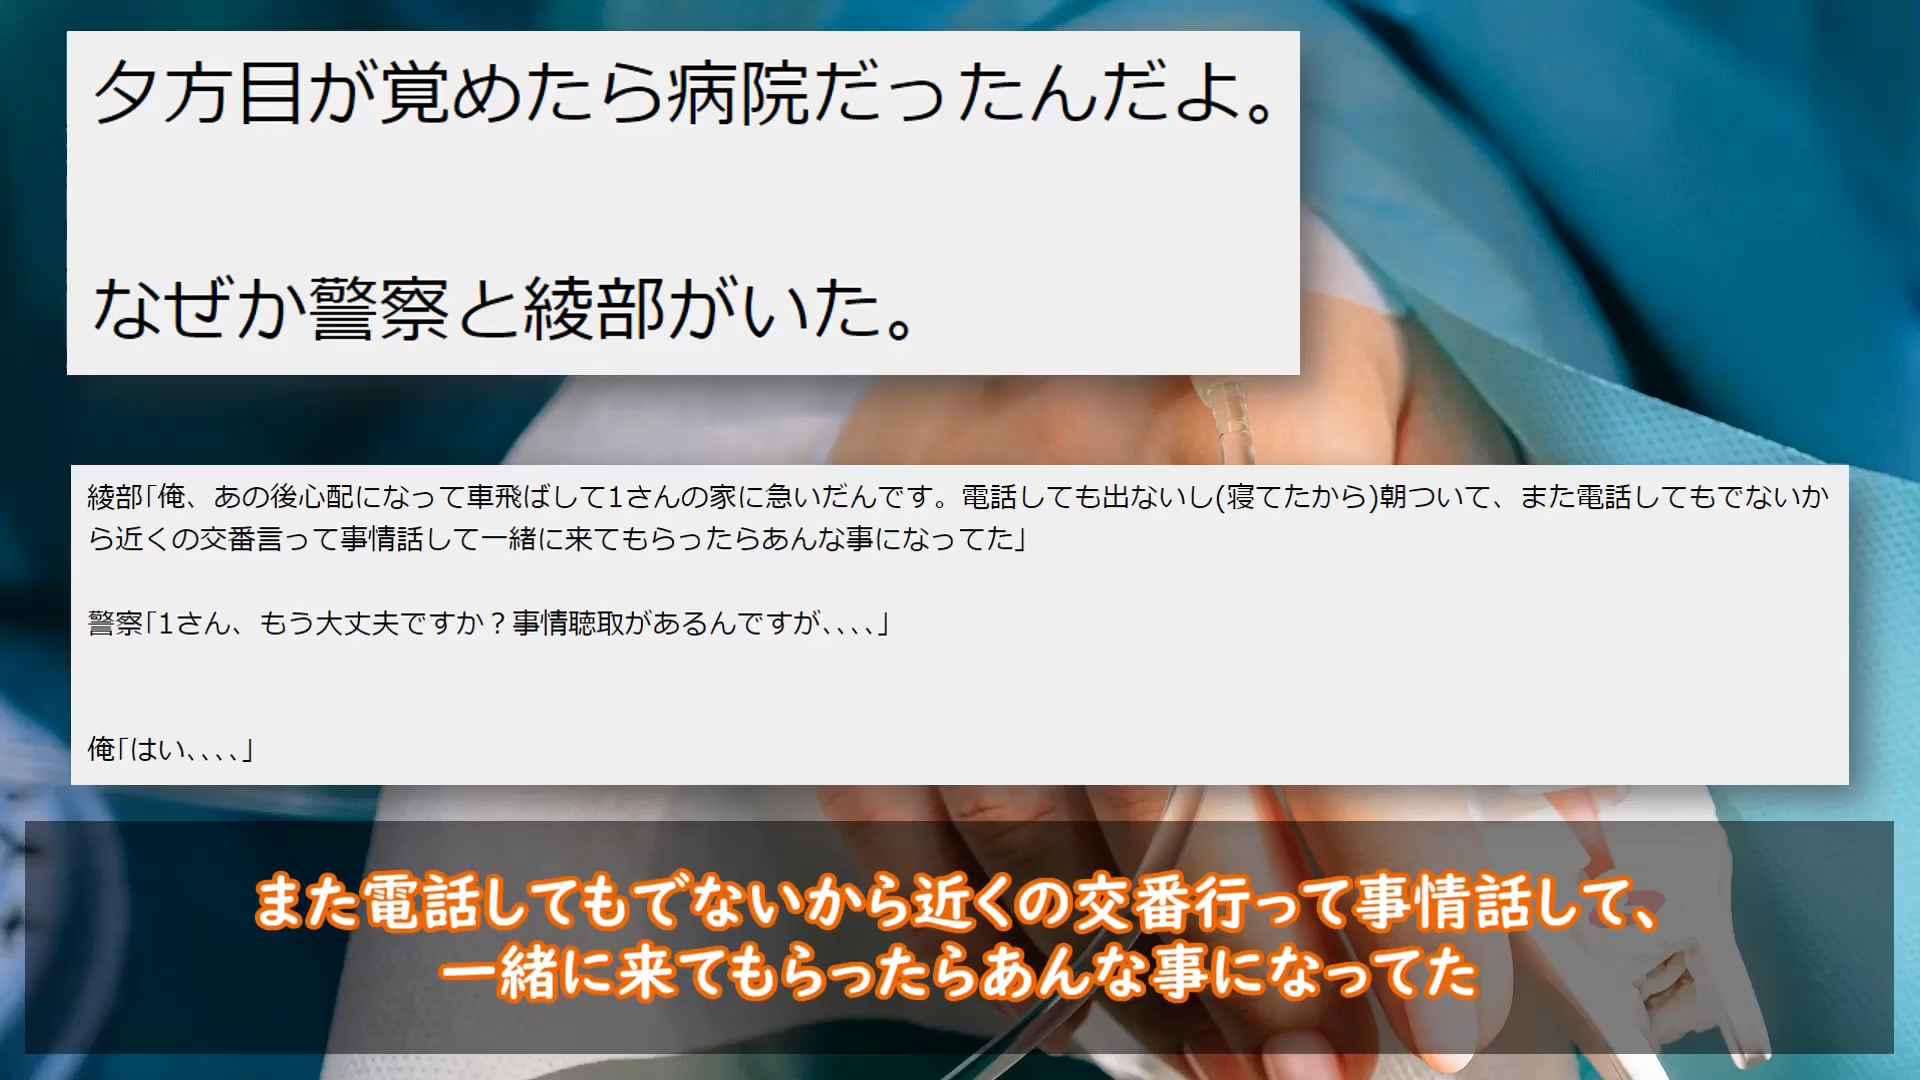 夕方目が覚めたら病院だったんだよ。
なぜか警察と綾部がいた。
綾部｢俺、あの後心配になって車飛ばして1さんの家に急いだんです。電話しても出ないし(寝てたから)朝ついて、また電話してもでないか
ら近くの交番言って事情話して一緒に来てもらったらあんな事になってた｣
警察｢1さん、もう大丈夫ですか？事情聴取があるんですが､､､､｣
俺｢はい､､､､｣
また電話してもでないから近くの交番行って事情話して、
一緒に来てもらったらあんな事になってた